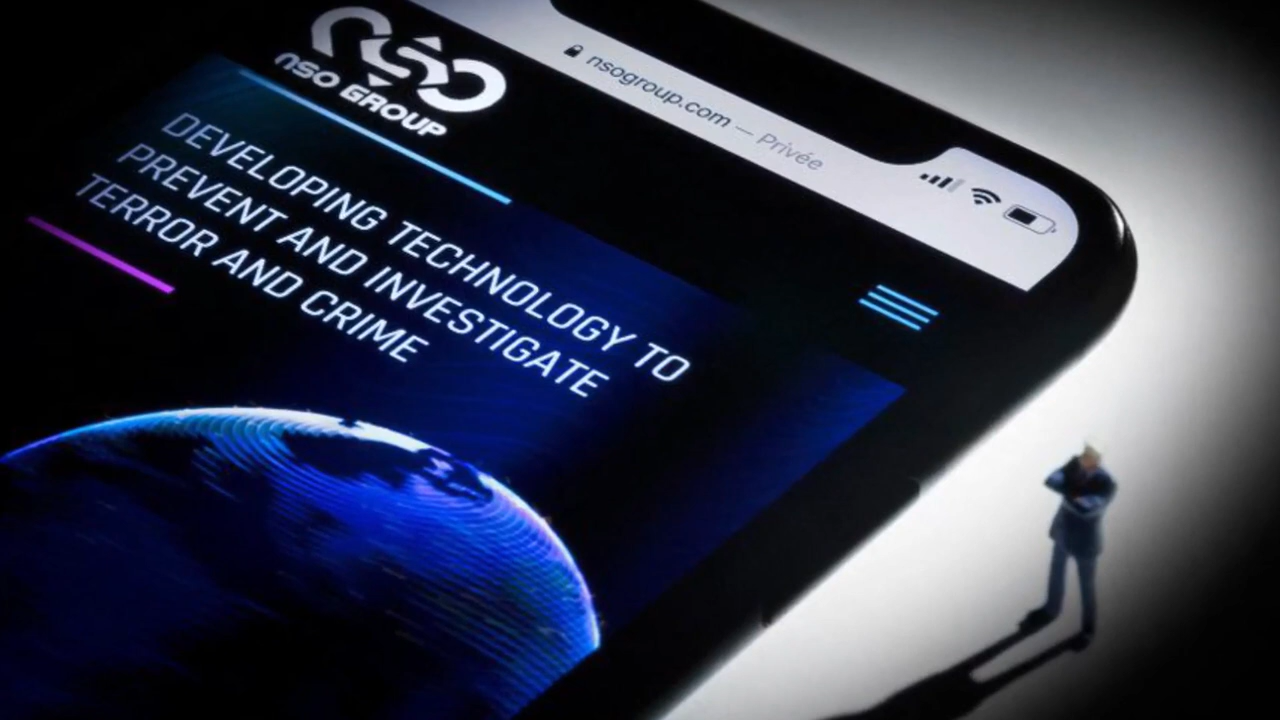 NSO GROUP
nsogroup.com — Privée
DEVELOPING TECHNOLOGY TO
PREVENT AND INVESTIGATE
TERROR AND CRIME